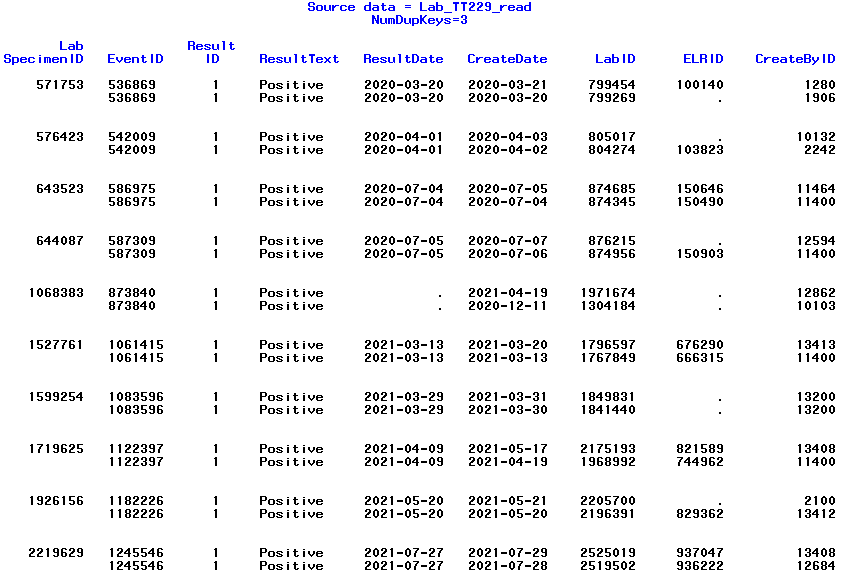 Source data = Lab_TT229_read
NumDupKeys=3
Lab Result
SpecimenID EventID ID ResultText ResultDate CreateDate LabID ELRID CreateByID
571753 536869 1 Positive 2020-03-20 2020-03-21 799454 100140 1280
536869 1 Positive 2020-03-20 2020-03-20 799269 . 1906
576423 542009 1 Positive 2020-04-01 2020-04-03 805017 . 10132
542009 1 Positive 2020-04-01 2020-04-02 804274 103823 2242
643523 586975 1 Positive 2020-07-04 2020-07-05 874685 150646 11464
586975 1 Positive 2020-07-04 2020-07-04 874345 150490 11400
644087 587309 1 Positive 2020-07-05 2020-07-07 876215 . 12594
587309 1 Positive 2020-07-05 2020-07-06 874956 150903 11400
1068383 873840 1 Positive . 2021-04-19 1971674 . 12862
873840 1 Positive . 2020-12-11 1304184 . 10103
1527761 1061415 1 Positive 2021-03-13 2021-03-20 1796597 676290 13413
1061415 1 Positive 2021-03-13 2021-03-13 1767849 666315 11400
1599254 1083596 1 Positive 2021-03-29 2021-03-31 1849831 . 13200
1083596 1 Positive 2021-03-29 2021-03-30 1841440 . 13200
1719625 1122397 1 Positive 2021-04-09 2021-05-17 2175193 821589 13408
1122397 1 Positive 2021-04-09 2021-04-19 1968992 744962 11400
1926156 1182226 1 Positive 2021-05-20 2021-05-21 2205700 . 2100
1182226 1 Positive 2021-05-20 2021-05-20 2196391 829362 13412
2219629 1245546 1 Positive 2021-07-27 2021-07-29 2525019 937047 13408
1245546 1 Positive 2021-07-27 2021-07-28 2519502 936222 12684